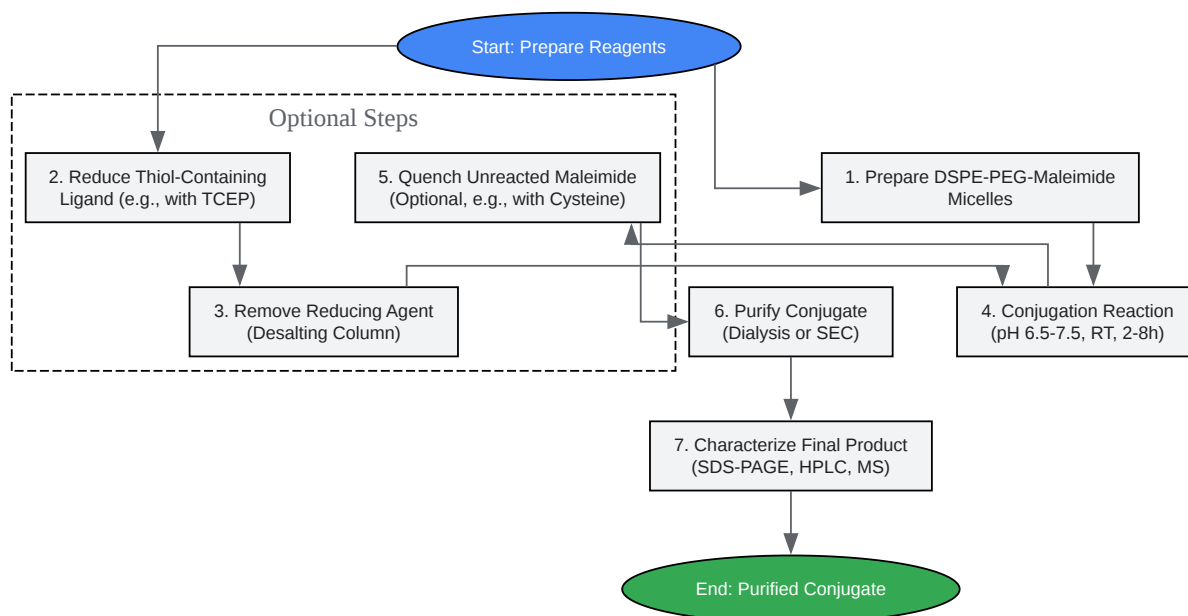 Start: Prepare Reagents
Optional Steps
2. Reduce Thiol-Containing
Ligand (e.g., with TCEP)
5. Quench Unreacted Maleimide
(Optional, e.g., with Cysteine)
1. Prepare DSPE-PEG-Maleimide
Micelles
3. Remove Reducing Agent
(Desalting Column)
6. Purify Conjugate
(Dialysis or SEC)
4. Conjugation Reaction
(pH 6.5-7.5, RT, 2-8h)
7. Characterize Final Product
(SDS-PAGE, HPLC, MS)
End: Purified Conjugate